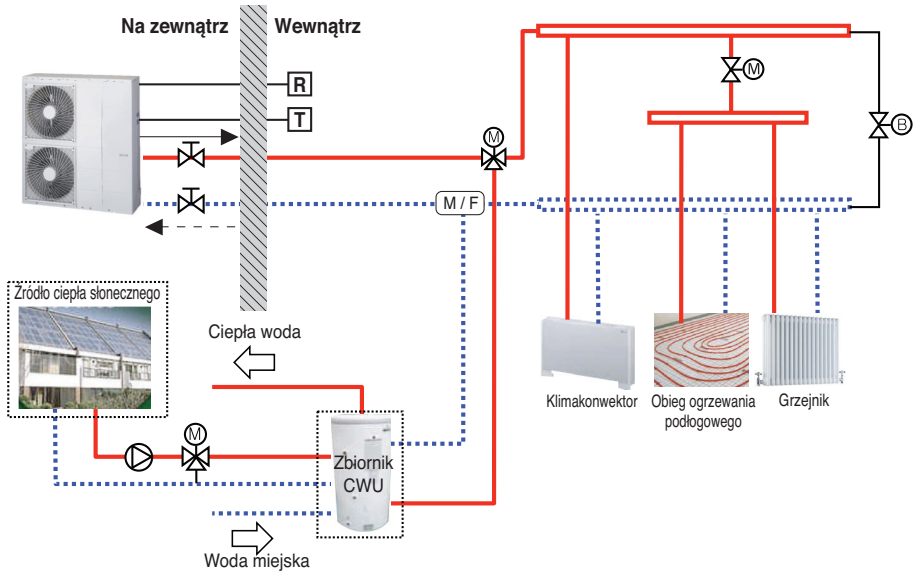 Na zewnątrz
Wewnątrz
R
T
M
M
B
M / F
Źródło ciepła słonecznego
Ciepła woda
M
Zbiornik
CWU
Woda miejska
Klimakonwektor
Obieg ogrzewania
podłogowego
Grzejnik